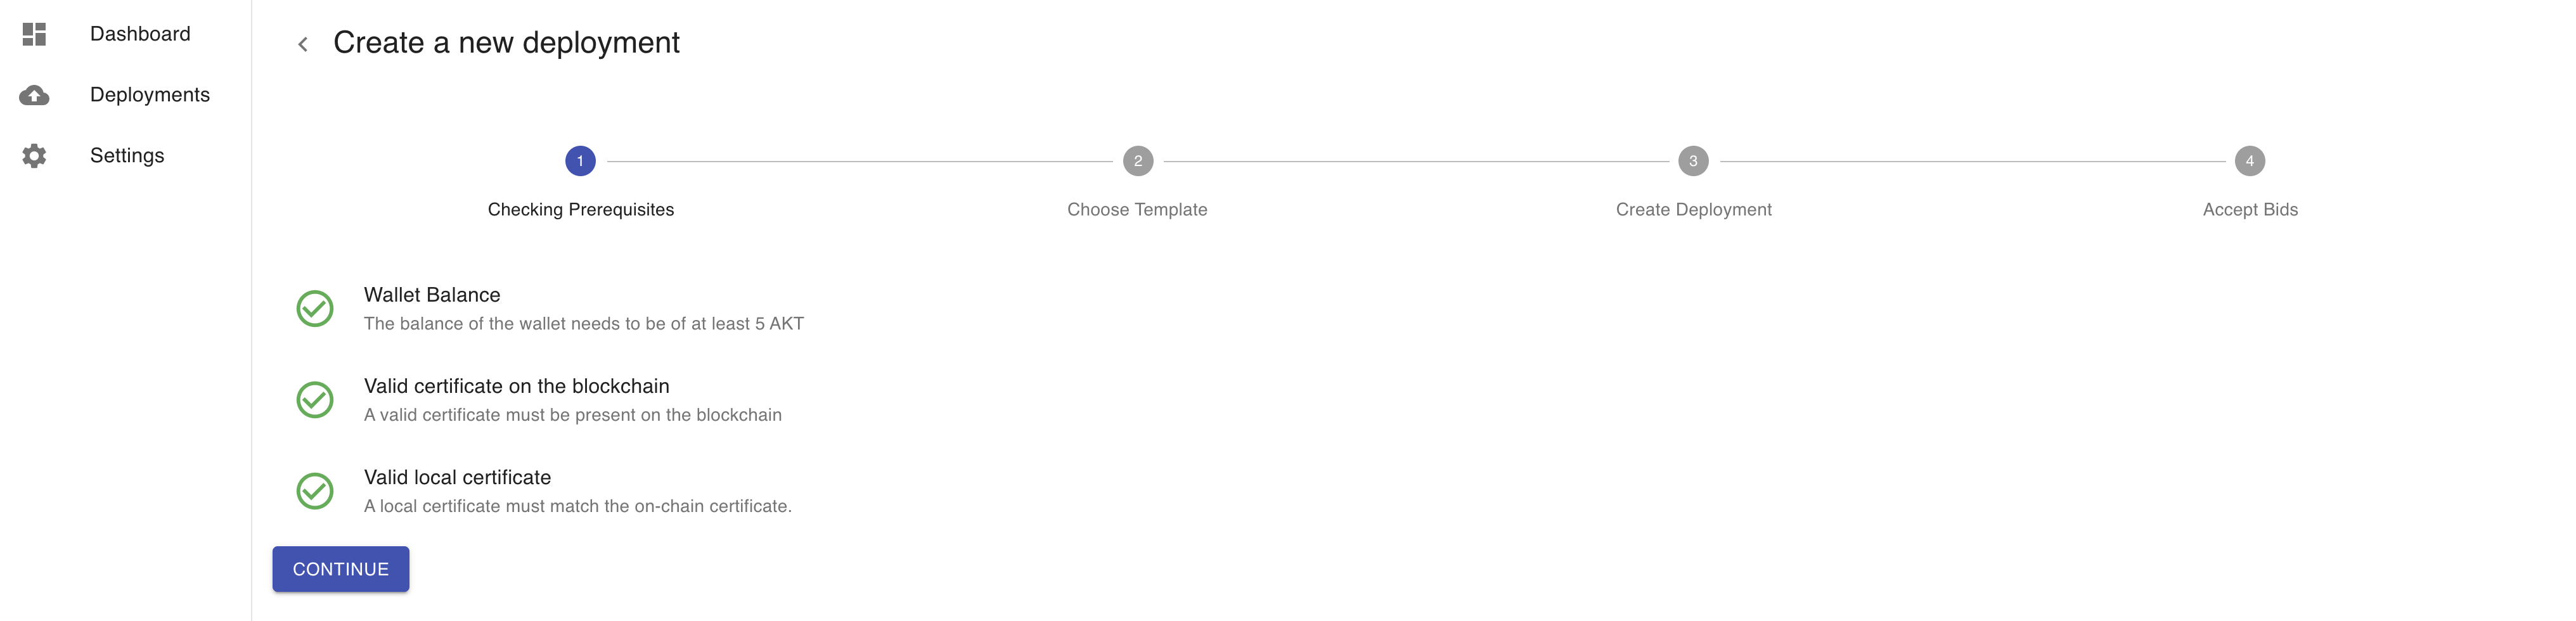 Dashboard
Deployments
Settings
Create a new deployment
1
2
3
4
Checking Prerequisites
Choose Template
Create Deployment
Accept Bids
Wallet Balance
The balance of the wallet needs to be of at least 5 AKT
Valid certificate on the blockchain
A valid certificate must be present on the blockchain
Valid local certificate
A local certificate must match the on-chain certificate.
CONTINUE